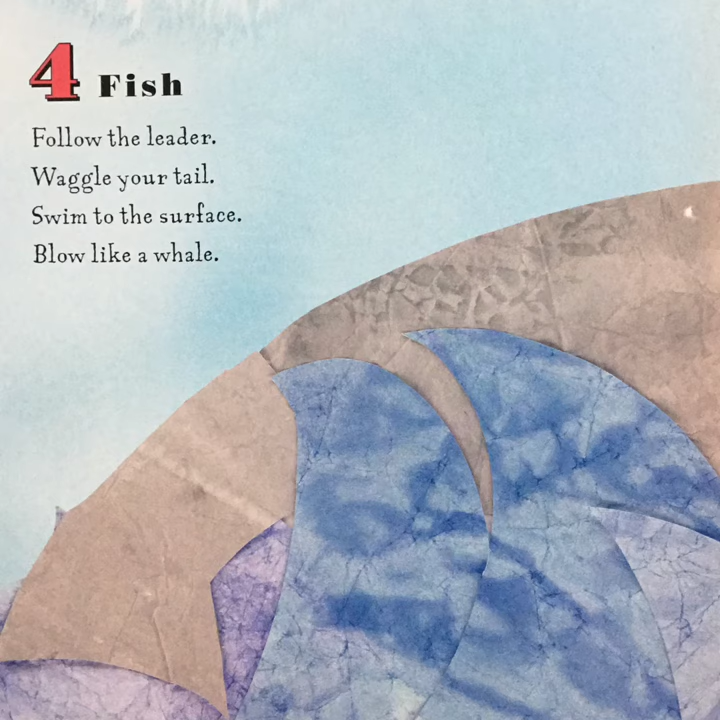 4 Fish
Follow the leader.
Waggle your tail.
Swim to the surface.
Blow like a whale.